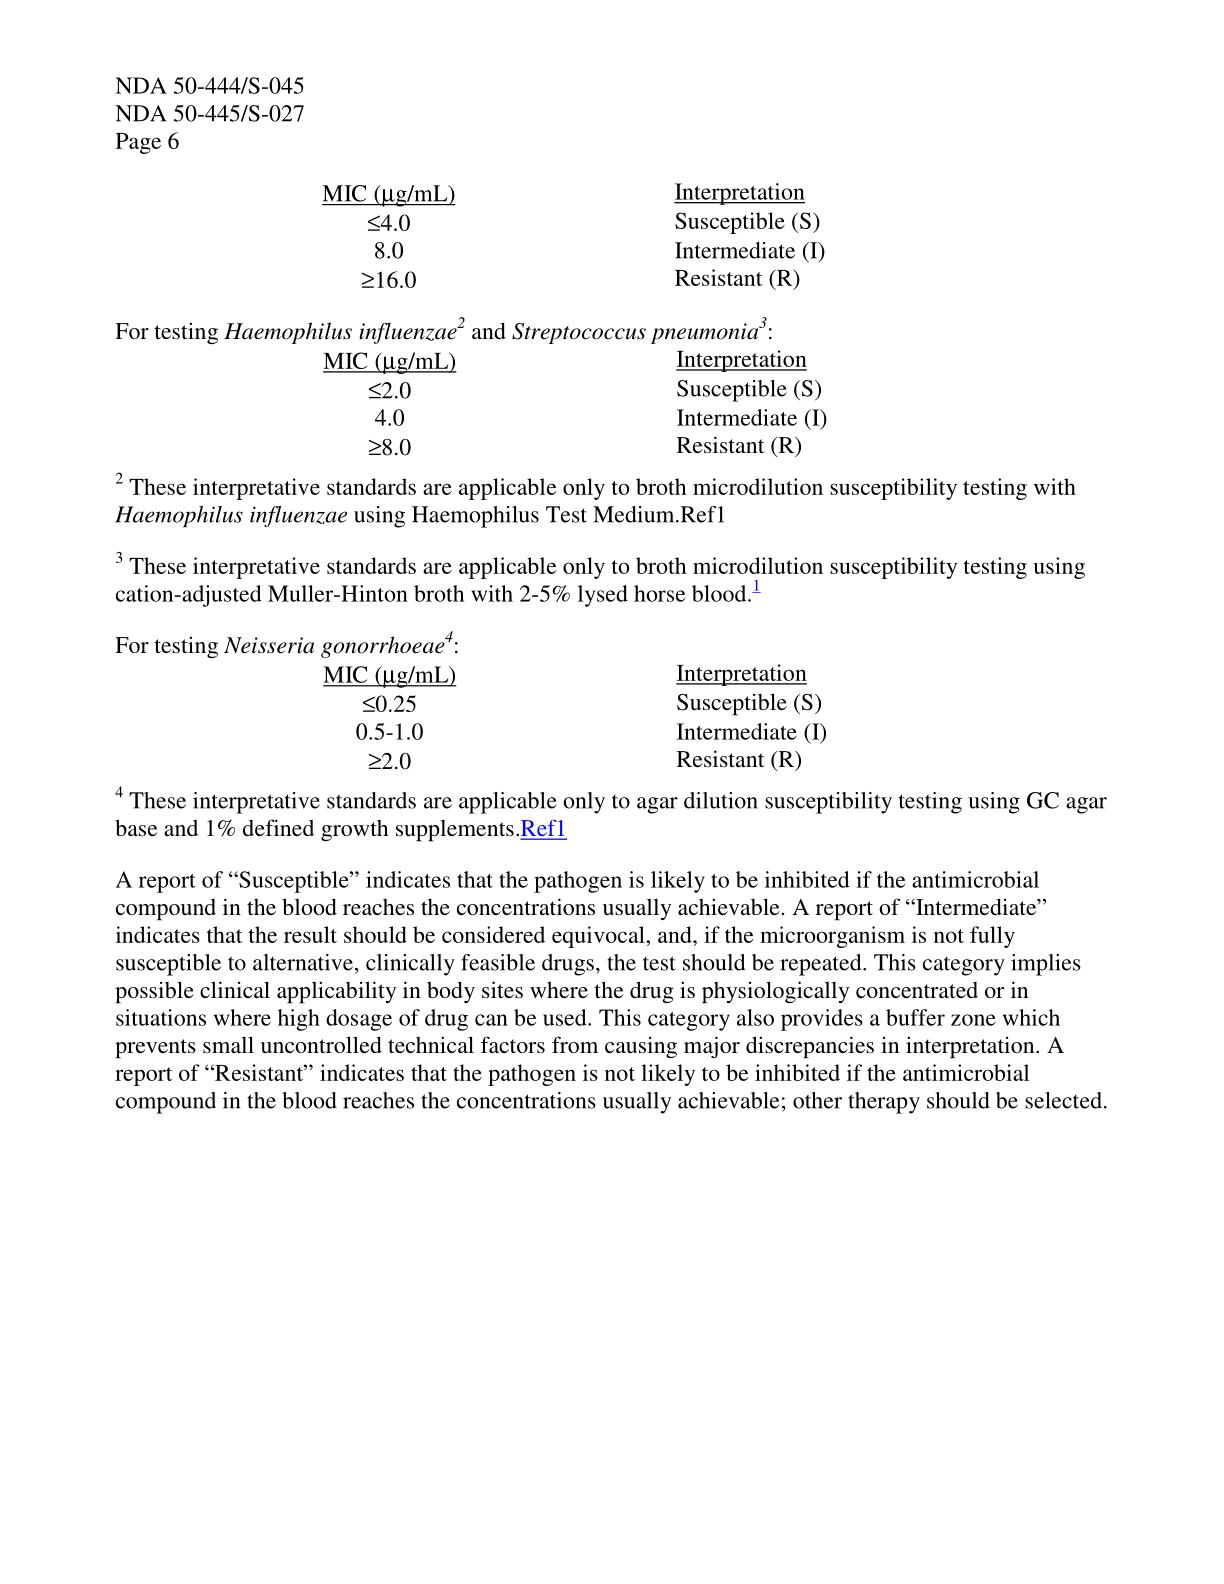 NDA 50-444/S-045
NDA 50-445/S-027
Page 6
MIC (µg/mL) Interpretation
≤4.0 Susceptible (S)
8.0 Intermediate (I)
≥16.0 Resistant (R)
For testing Haemophilus influenzae2 and Streptococcus pneumonia3:
MIC (µg/mL) Interpretation
≤2.0 Susceptible (S)
4.0 Intermediate (I)
≥8.0 Resistant (R)
2 These interpretative standards are applicable only to broth microdilution susceptibility testing with
Haemophilus influenzae using Haemophilus Test Medium.Ref1
3 These interpretative standards are applicable only to broth microdilution susceptibility testing using
cation-adjusted Muller-Hinton broth with 2-5% lysed horse blood.1
For testing Neisseria gonorrhoeae4:
MIC (µg/mL) Interpretation
≤0.25 Susceptible (S)
0.5-1.0 Intermediate (I)
≥2.0 Resistant (R)
4 These interpretative standards are applicable only to agar dilution susceptibility testing using GC agar
base and 1% defined growth supplements.Ref1
A report of “Susceptible” indicates that the pathogen is likely to be inhibited if the antimicrobial
compound in the blood reaches the concentrations usually achievable. A report of “Intermediate”
indicates that the result should be considered equivocal, and, if the microorganism is not fully
susceptible to alternative, clinically feasible drugs, the test should be repeated. This category implies
possible clinical applicability in body sites where the drug is physiologically concentrated or in
situations where high dosage of drug can be used. This category also provides a buffer zone which
prevents small uncontrolled technical factors from causing major discrepancies in interpretation. A
report of “Resistant” indicates that the pathogen is not likely to be inhibited if the antimicrobial
compound in the blood reaches the concentrations usually achievable; other therapy should be selected.